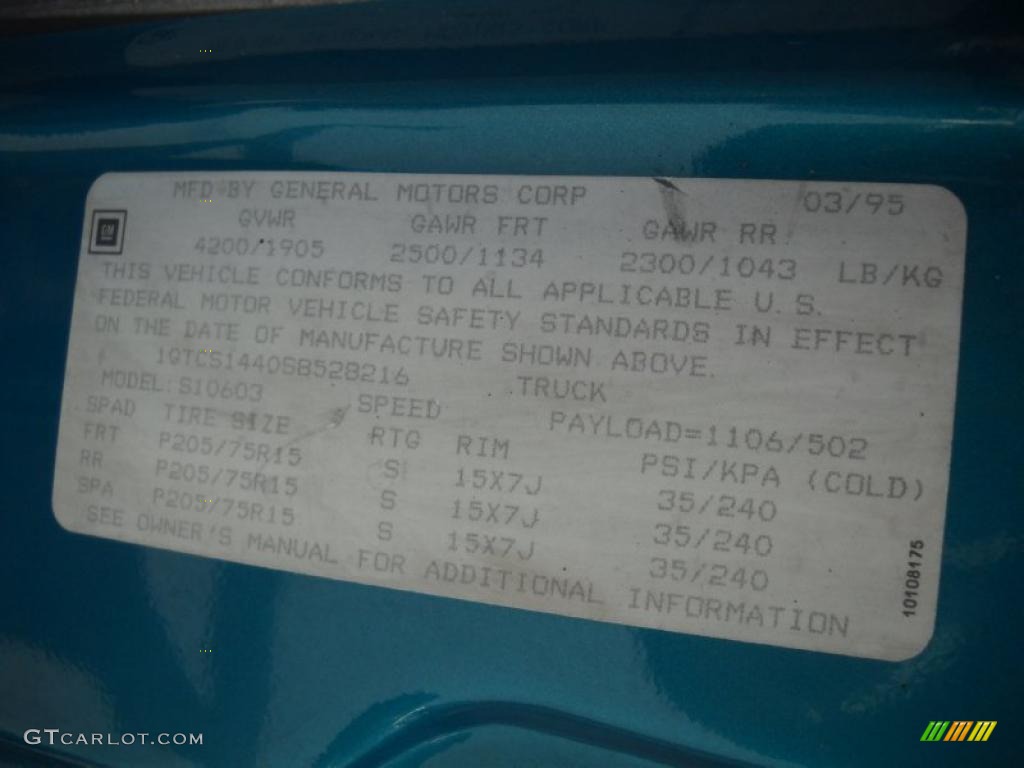 MFD BY GENERAL MOTORS CORP 03/95
GVWR GAWR FRT GAWR RR
GM
4200/1905 2500/1134 2300/1043 LB/KG
THIS VEHICLE CONFORMS TO ALL APPLICABLE U.S.
FEDERAL MOTOR VEHICLE SAFETY STANDARDS IN EFFECT
ON THE DATE OF MANUFACTURE SHOWN ABOVE.
1GTCS1440SB528216 TRUCK
MODEL:S10603 PAYLOAD=1106/502
SPAD TIRE SIZE SPEED RTG RIM PSI/KPA (COLD)
FRT P205/75R15 S 15X7J 35/240
RR P205/75R15 S 15X7J 35/240
SPA P205/75R15 S 15X7J 35/240
SEE OWNER'S MANUAL FOR ADDITIONAL INFORMATION
10108175
GTCARLOT.COM